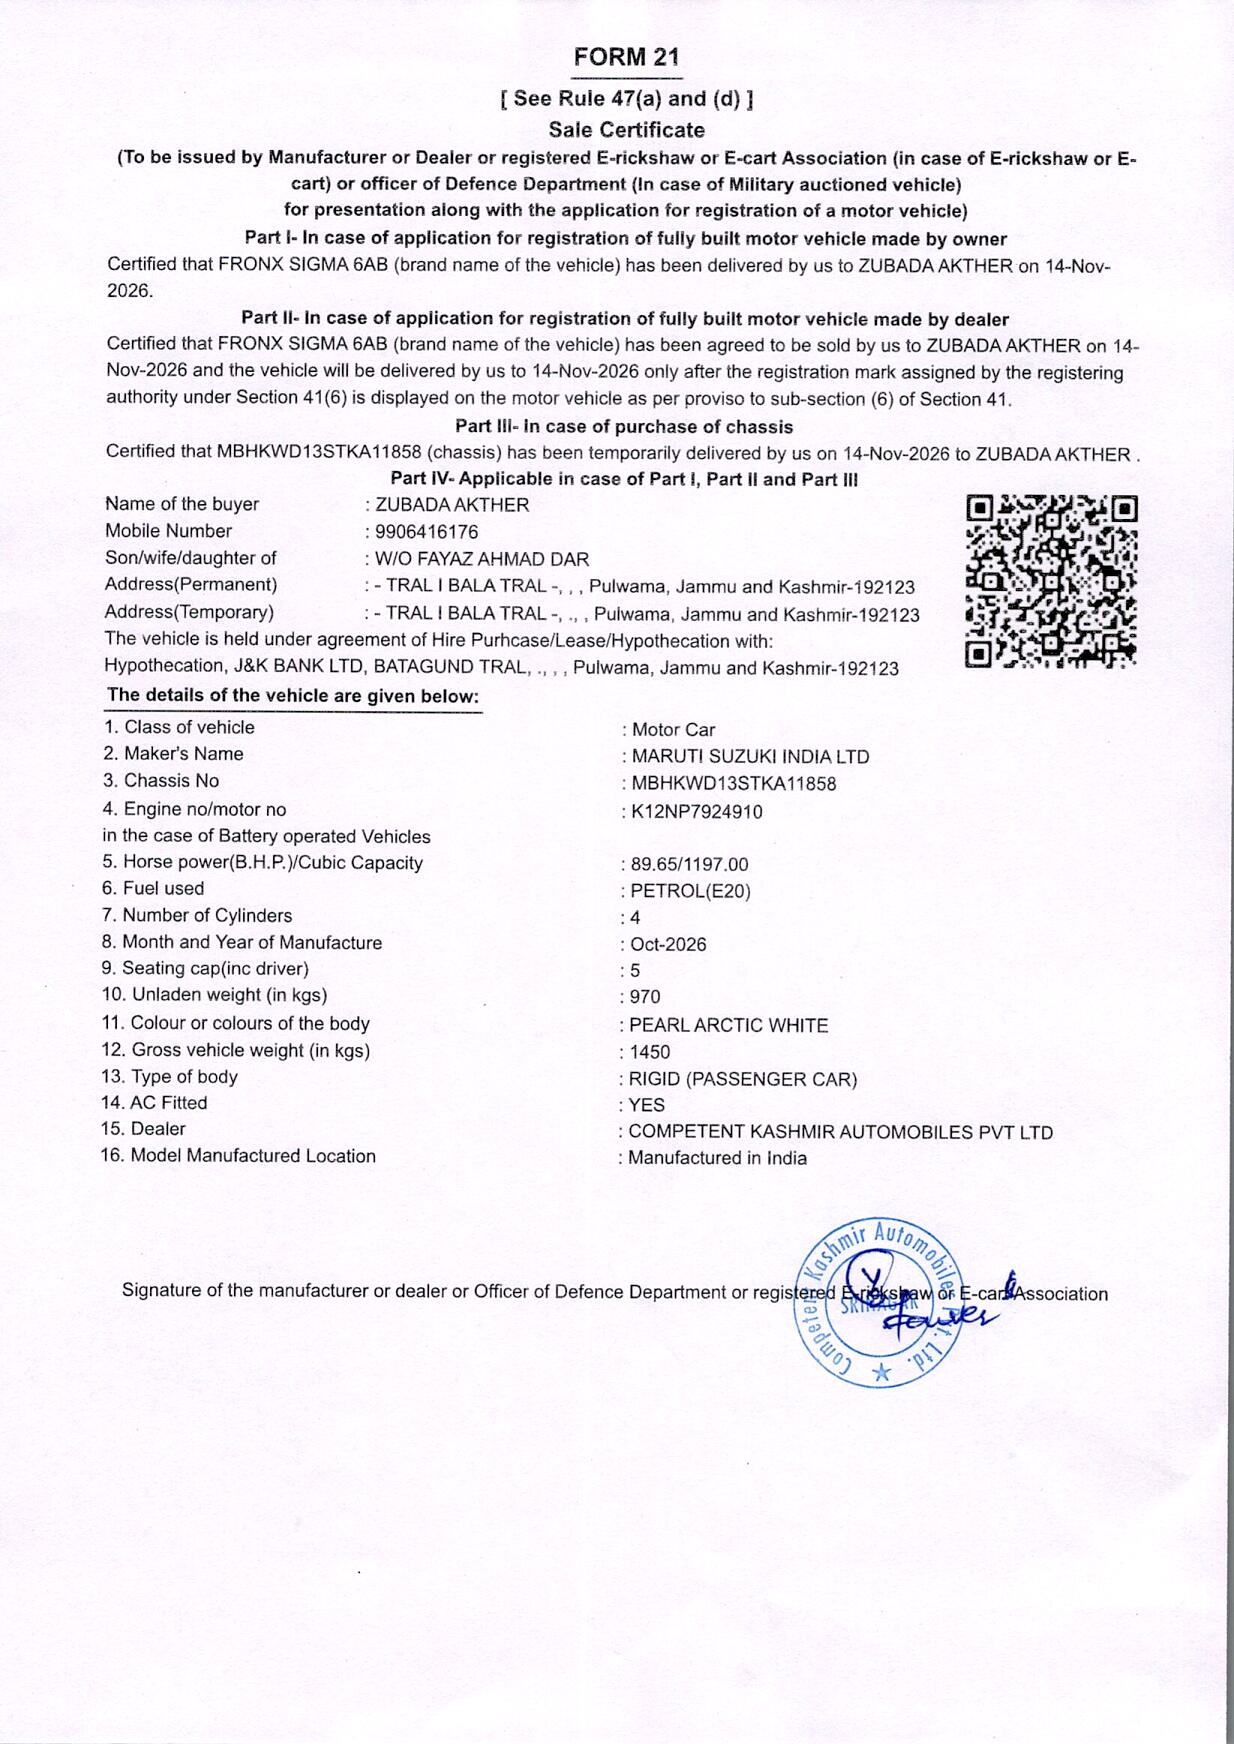 FORM 21
[ See Rule 47(a) and (d) ]
Sale Certificate
(To be issued by Manufacturer or Dealer or registered E-rickshaw or E-cart Association (in case of E-rickshaw or E-
cart) or officer of Defence Department (In case of Military auctioned vehicle)
for presentation along with the application for registration of a motor vehicle)
Part I- In case of application for registration of fully built motor vehicle made by owner
Certified that FRONX SIGMA 6AB (brand name of the vehicle) has been delivered by us to ZUBADA AKTHER on 14-Nov-
2026.
Part II- In case of application for registration of fully built motor vehicle made by dealer
Certified that FRONX SIGMA 6AB (brand name of the vehicle) has been agreed to be sold by us to ZUBADA AKTHER on 14-
Nov-2026 and the vehicle will be delivered by us to 14-Nov-2026 only after the registration mark assigned by the registering
authority under Section 41(6) is displayed on the motor vehicle as per proviso to sub-section (6) of Section 41.
Part III- In case of purchase of chassis
Certified that MBHKWD13STKA11858 (chassis) has been temporarily delivered by us on 14-Nov-2026 to ZUBADA AKTHER .
Part IV- Applicable in case of Part I, Part II and Part III
Name of the buyer : ZUBADA AKTHER
Mobile Number : 9906416176
Son/wife/daughter of : W/O FAYAZ AHMAD DAR
Address(Permanent) : - TRAL I BALA TRAL -, , , Pulwama, Jammu and Kashmir-192123
Address(Temporary) : - TRAL I BALA TRAL -, ., , Pulwama, Jammu and Kashmir-192123
The vehicle is held under agreement of Hire Purhcase/Lease/Hypothecation with:
Hypothecation, J&K BANK LTD, BATAGUND TRAL, ., , , Pulwama, Jammu and Kashmir-192123
The details of the vehicle are given below:
1. Class of vehicle : Motor Car
2. Maker's Name : MARUTI SUZUKI INDIA LTD
3. Chassis No : MBHKWD13STKA11858
4. Engine no/motor no : K12NP7924910
in the case of Battery operated Vehicles
5. Horse power(B.H.P.)/Cubic Capacity : 89.65/1197.00
6. Fuel used : PETROL(E20)
7. Number of Cylinders : 4
8. Month and Year of Manufacture : Oct-2026
9. Seating cap(inc driver) : 5
10. Unladen weight (in kgs) : 970
11. Colour or colours of the body : PEARL ARCTIC WHITE
12. Gross vehicle weight (in kgs) : 1450
13. Type of body : RIGID (PASSENGER CAR)
14. AC Fitted : YES
15. Dealer : COMPETENT KASHMIR AUTOMOBILES PVT LTD
16. Model Manufactured Location : Manufactured in India
Signature of the manufacturer or dealer or Officer of Defence Department or registered E-rickshaw or E-cart Association
Competent Kashmir Automobiles Pvt. Ltd.
SRINAGAR